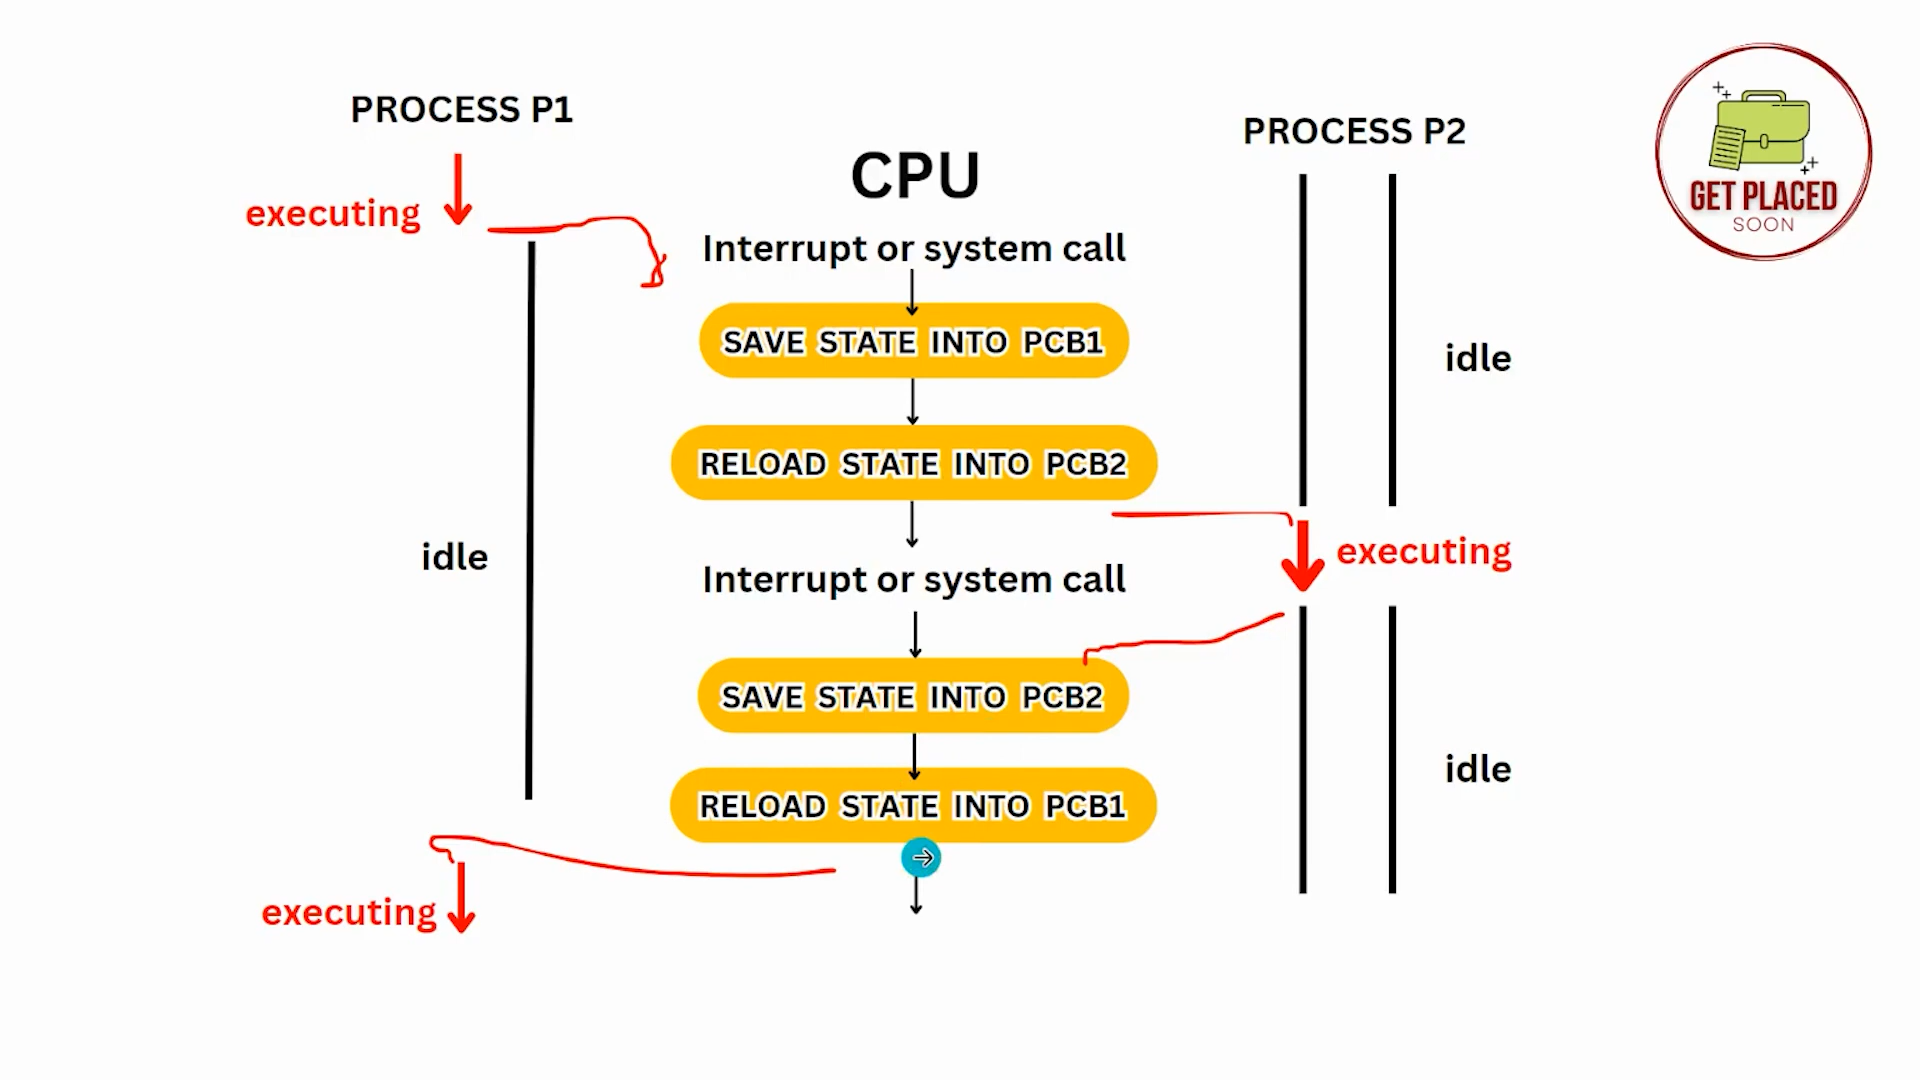 PROCESS P1
executing
idle
executing
CPU
Interrupt or system call
SAVE STATE INTO PCB1
RELOAD STATE INTO PCB2
Interrupt or system call
SAVE STATE INTO PCB2
RELOAD STATE INTO PCB1
PROCESS P2
idle
executing
idle
GET PLACED
SOON